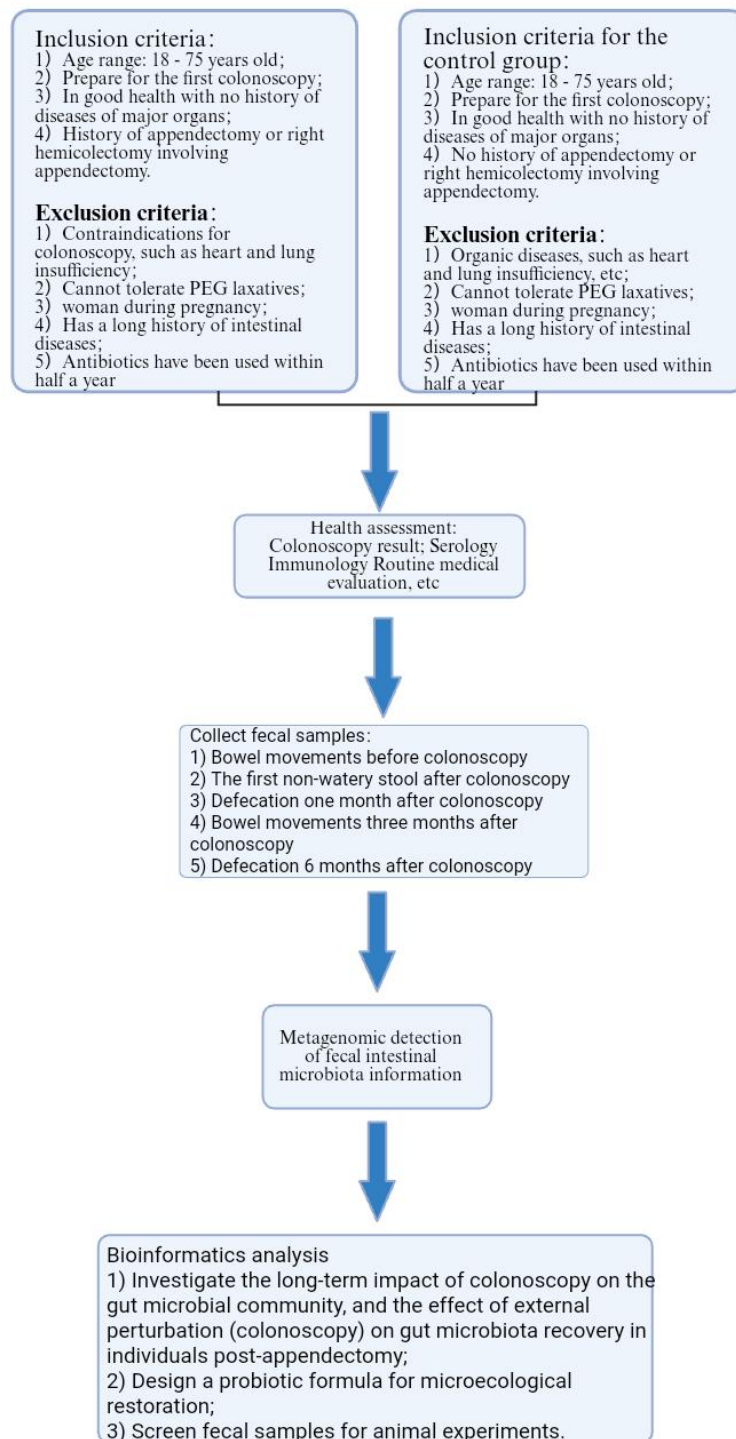 Inclusion criteria：
1）Age range: 18 - 75 years old；
2）Prepare for the first colonoscopy；
3）In good health with no history of
diseases of major organs；
4）History of appendectomy or right
hemicolectomy involving
appendectomy.
Exclusion criteria：
1）Contraindications for
colonoscopy, such as heart and lung
insufficiency；
2）Cannot tolerate PEG laxatives；
3）woman during pregnancy；
4）Has a long history of intestinal
diseases；
5）Antibiotics have been used within
half a year
Inclusion criteria for the
control group：
1）Age range: 18 - 75 years old；
2）Prepare for the first colonoscopy；
3）In good health with no history of
diseases of major organs；
4）No history of appendectomy or
right hemicolectomy involving
appendectomy.
Exclusion criteria：
1）Organic diseases, such as heart
and lung insufficiency, etc；
2）Cannot tolerate PEG laxatives；
3）woman during pregnancy；
4）Has a long history of intestinal
diseases；
5）Antibiotics have been used within
half a year
Health assessment:
Colonoscopy result; Serology
Immunology Routine medical
evaluation, etc
Collect fecal samples:
1) Bowel movements before colonoscopy
2) The first non-watery stool after colonoscopy
3) Defecation one month after colonoscopy
4) Bowel movements three months after
colonoscopy
5) Defecation 6 months after colonoscopy
Metagenomic detection
of fecal intestinal
microbiota information
Bioinformatics analysis
1) Investigate the long-term impact of colonoscopy on the
gut microbial community, and the effect of external
perturbation (colonoscopy) on gut microbiota recovery in
individuals post-appendectomy;
2) Design a probiotic formula for microecological
restoration;
3) Screen fecal samples for animal experiments.